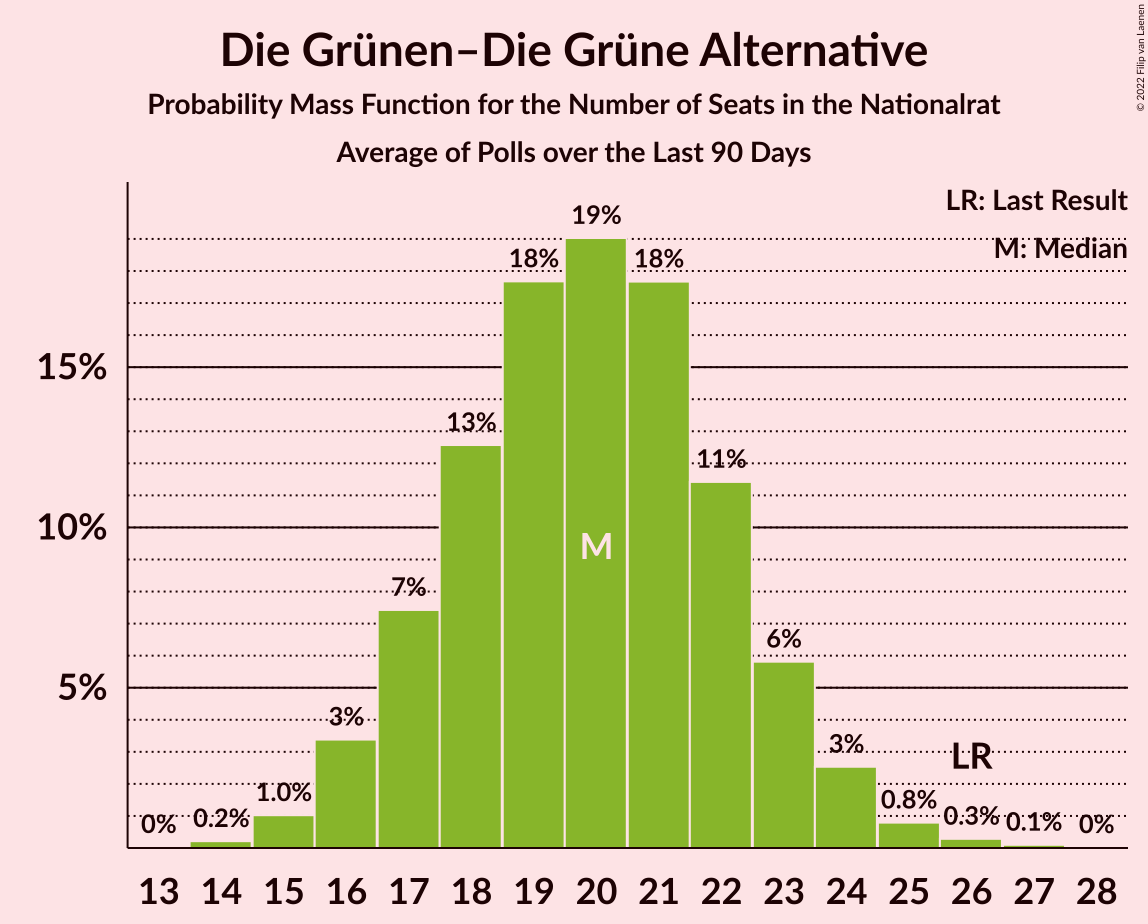 Die Grünen–Die Grüne Alternative
Probability Mass Function for the Number of Seats in the Nationalrat
Average of Polls over the Last 90 Days
© 2022 Filip van Laenen
LR: Last Result
M: Median
19%
18%
18%
15%
13%
11%
10%
M
7%
6%
5%
3%
3%
LR
1.0%
0.8%
0%
0.2%
0.3%
0.1%
0%
13 14 15 16 17 18 19 20 21 22 23 24 25 26 27 28